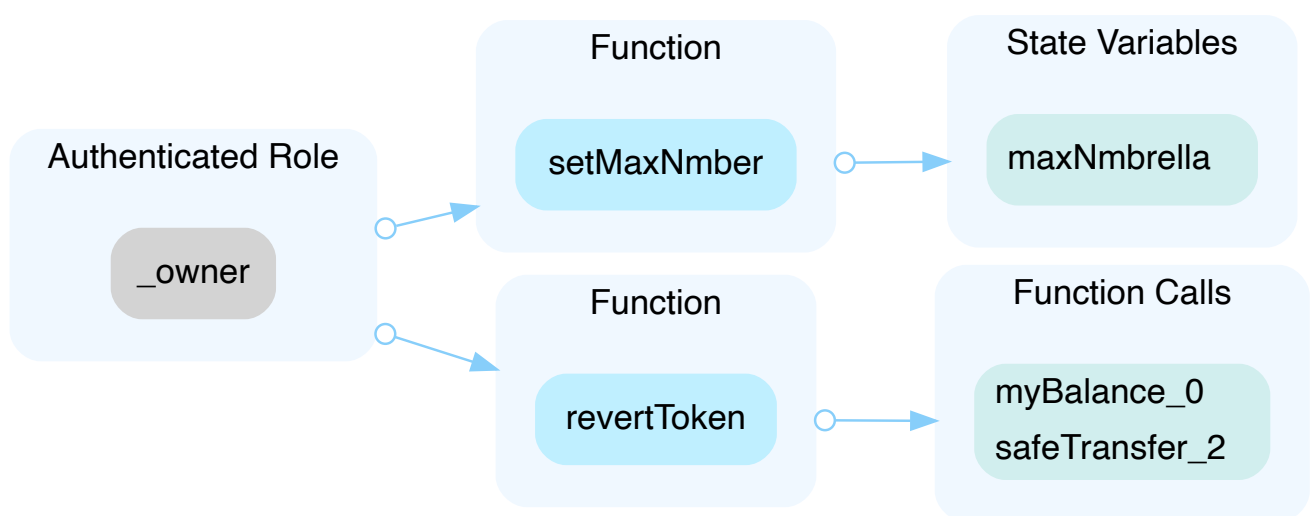 Authenticated Role
_owner
Function
setMaxNmber
State Variables
maxNmbrella
Function
revertToken
Function Calls
myBalance_0
safeTransfer_2